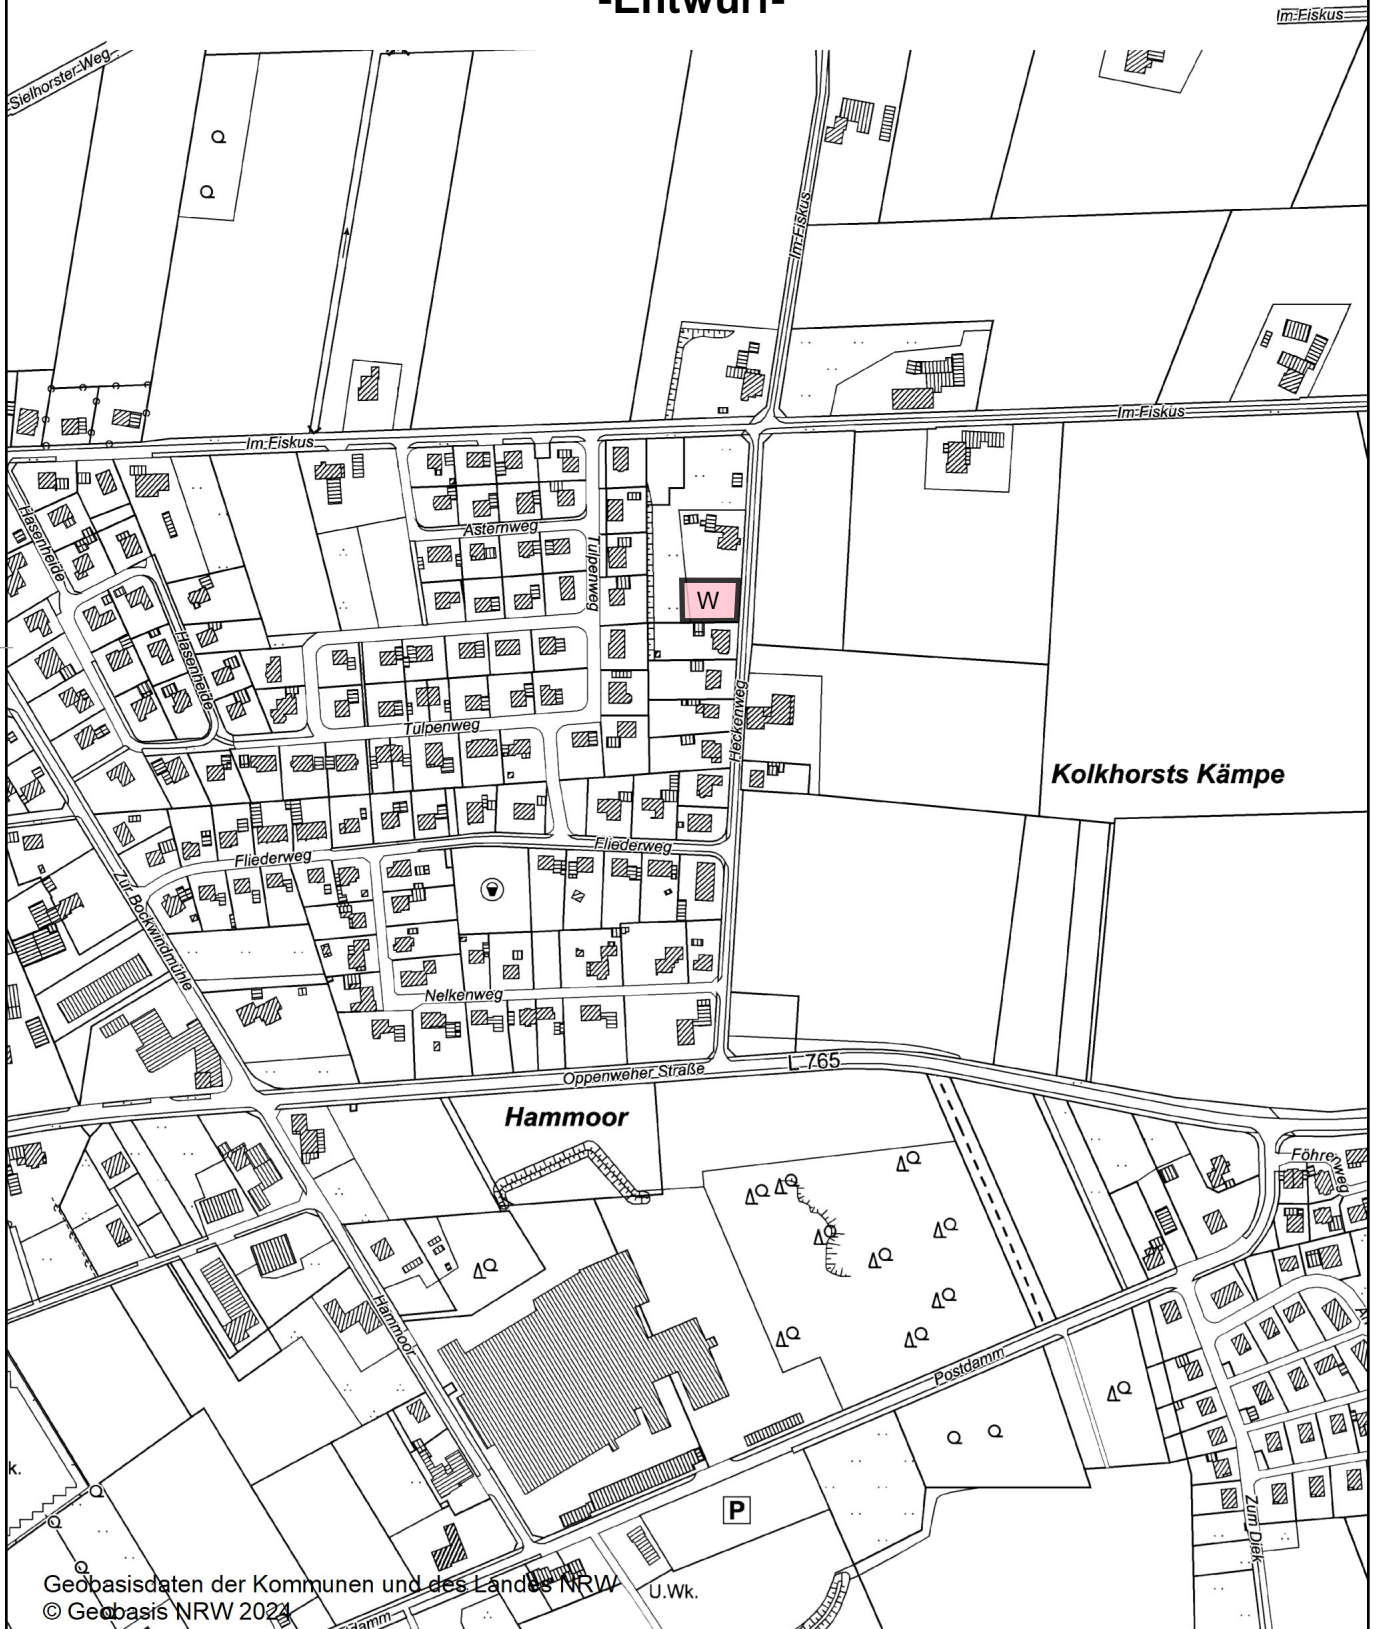 -Entwurf-
Im Fiskus
Sielhorster Weg
Im Fiskus
Im Fiskus
Im Fiskus
Hasenheide
Asternweg
Tulpenweg
W
Hasenheide
Heckenweg
Tulpenweg
Kolkhorsts Kämpe
Fliederweg
Fliederweg
Zur Bockwindmühle
Nelkenweg
Oppenweher Straße
L 765
Hammoor
Föhrenweg
Hammoor
Postdamm
k.
P
Zum Diek
U.Wk.
Geobasisdaten der Kommunen und des Landes NRW
© Geobasis NRW 2024
damm